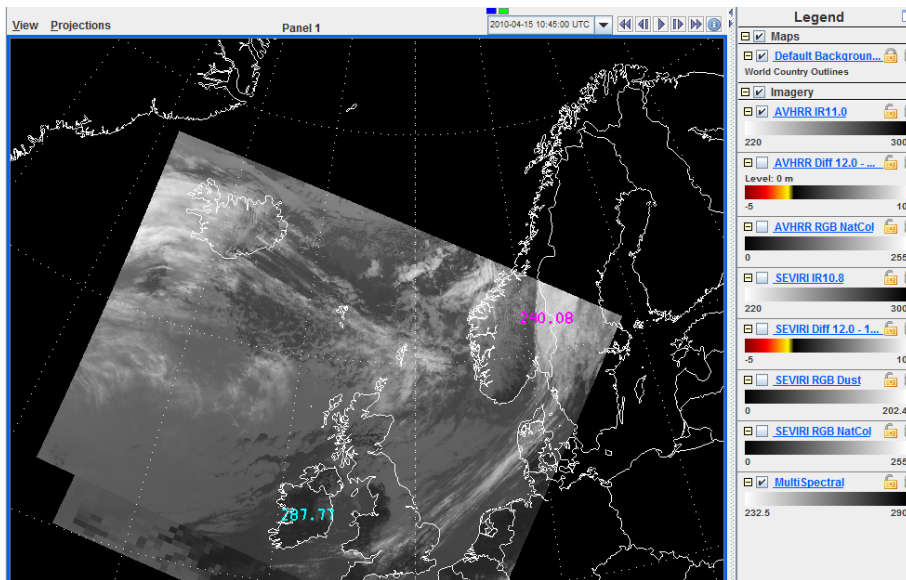 View Projections
Panel 1
2010-04-15 10:45:00 UTC
Legend
Maps
Default Backgroun...
World Country Outlines
Imagery
AVHRR IR11.0
220 300
AVHRR Diff 12.0 - ...
Level: 0 m
-5 10
AVHRR RGB NatCol
0 255
SEVIRI IR10.8
220 300
SEVIRI Diff 12.0 - 1...
-5 10
SEVIRI RGB Dust
0 202.4
SEVIRI RGB NatCol
0 255
MultiSpectral
232.5 290
240.08
287.77